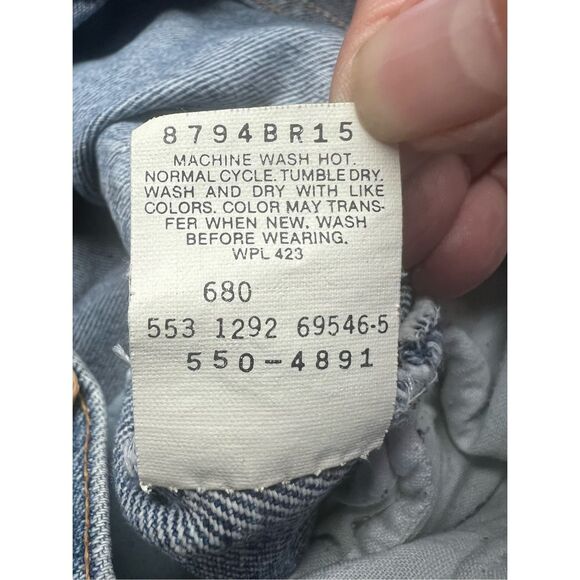 8794BR15
MACHINE WASH HOT.
NORMAL CYCLE. TUMBLE DRY.
WASH AND DRY WITH LIKE
COLORS. COLOR MAY TRANS-
FER WHEN NEW. WASH
BEFORE WEARING.
WPL 423
680
553 1292 69546-5
550-4891